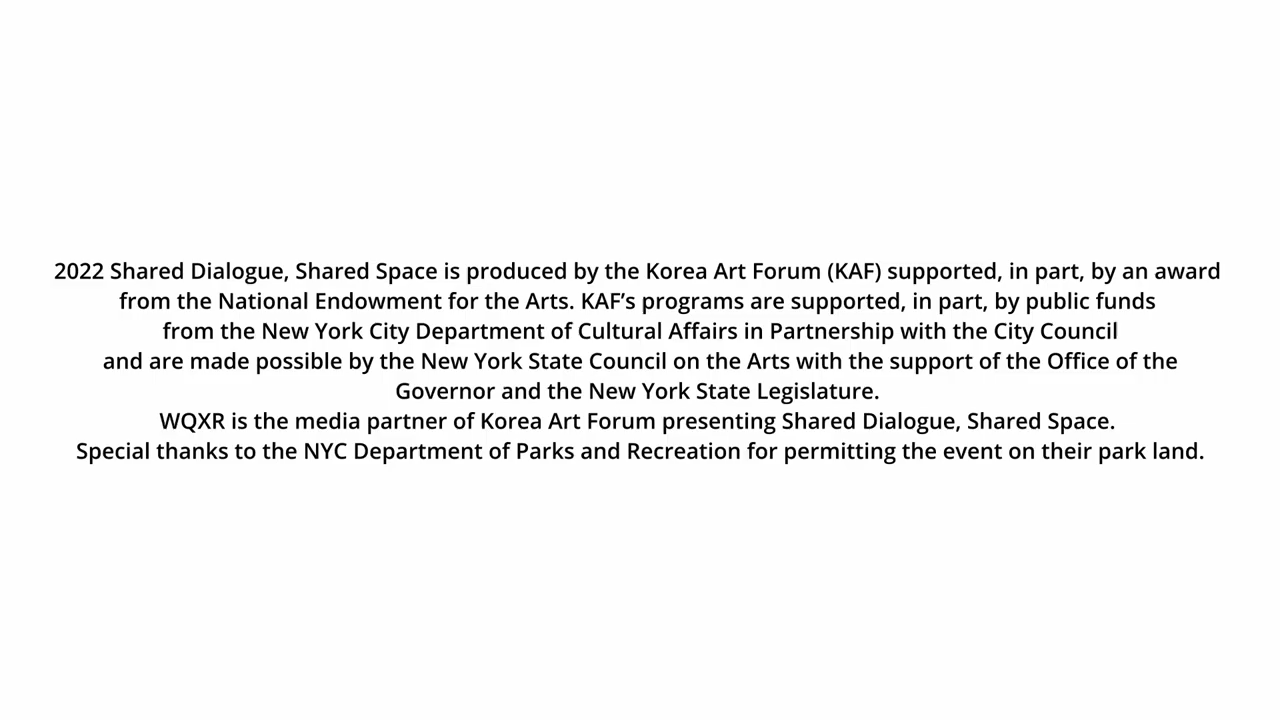 2022 Shared Dialogue, Shared Space is produced by the Korea Art Forum (KAF) supported, in part, by an award
from the National Endowment for the Arts. KAF’s programs are supported, in part, by public funds
from the New York City Department of Cultural Affairs in Partnership with the City Council
and are made possible by the New York State Council on the Arts with the support of the Office of the
Governor and the New York State Legislature.
WQXR is the media partner of Korea Art Forum presenting Shared Dialogue, Shared Space.
Special thanks to the NYC Department of Parks and Recreation for permitting the event on their park land.